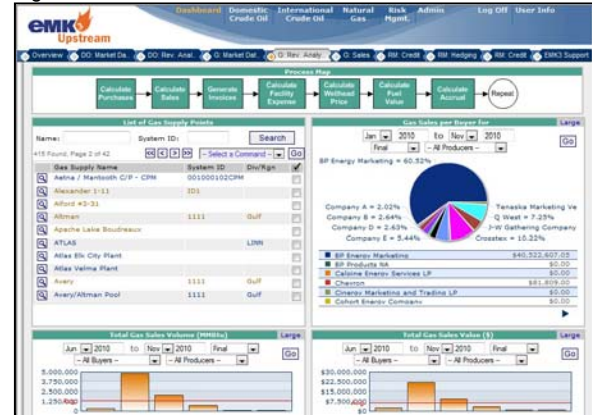 Dashboard Domestic Crude Oil International Crude Oil Natural Gas Risk Mgmt. Admin Log Off User Info
eMK
Upstream
Overview DO: Market Da.. DO: Rev. Anal.. G: Market Dat.. G: Rev. Analy.. G: Sales RM: Credit RM: Hedging RM: Credit EMK3 Support
Process Map
Calculate Purchases
Calculate Sales
Generate Invoices
Calculate Facility Expense
Calculate Wellhead Price
Calculate Fuel Value
Calculate Accrual
Repeat
List of Gas Supply Points
Name: System ID: Search
415 Found, Page 2 of 42 -- Select a Command -- Go
Gas Supply Name System ID Div/Rgn
Aetna / Mantooth C/P - CPM 001000102CPM
Alexander 1-11 ID1
Alford #2-31
Altman 1111 Gulf
Apache Lake Boudreaux
ATLAS LINN
Atlas Elk City Plant
Atlas Velma Plant
Avery 1111 Gulf
Avery/Altman Pool 1111 Gulf
Gas Sales per Buyer for Large
Jan 2010 to Nov 2010
Final -- All Producers -- Go
BP Energy Marketing = 60.52%
Company A = 2.02%
Company B = 2.64%
Company D = 2.63%
Company E = 5.44%
Tenaska Marketing Ve
Q West = 7.25%
J-W Gathering Company
Crosstex = 10.22%
BP Energy Marketing $40,522,607.05
BP Products NA $0.00
Calpine Energy Services LP $0.00
Chevron $81,809.00
Cinergy Marketing and Trading LP $0.00
Cohort Energy Company $0.00
Total Gas Sales Volume (MMBtu) Large
Jun 2010 to Nov 2010 Final
-- All Buyers -- -- All Producers -- Go
5,000,000
3,750,000
2,500,000
1,250,000
0
Total Gas Sales Value ($) Large
Jun 2010 to Nov 2010 Final
-- All Buyers -- -- All Producers -- Go
$30,000,000
$22,500,000
$15,000,000
$7,500,000
$0